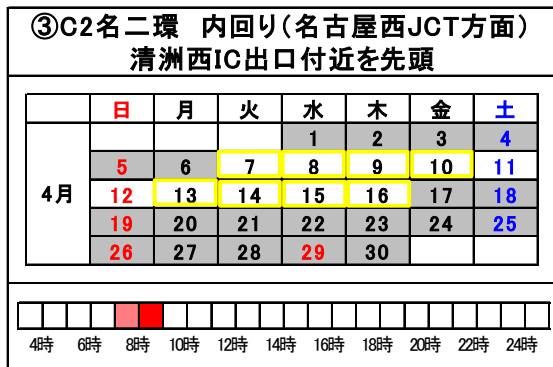 ③C2名二環 内回り(名古屋西JCT方面)
清洲西IC出口付近を先頭
日 月 火 水 木 金 土
1 2 3 4
5 6 7 8 9 10 11
4月 12 13 14 15 16 17 18
19 20 21 22 23 24 25
26 27 28 29 30
4時 6時 8時 10時 12時 14時 16時 18時 20時 22時 24時